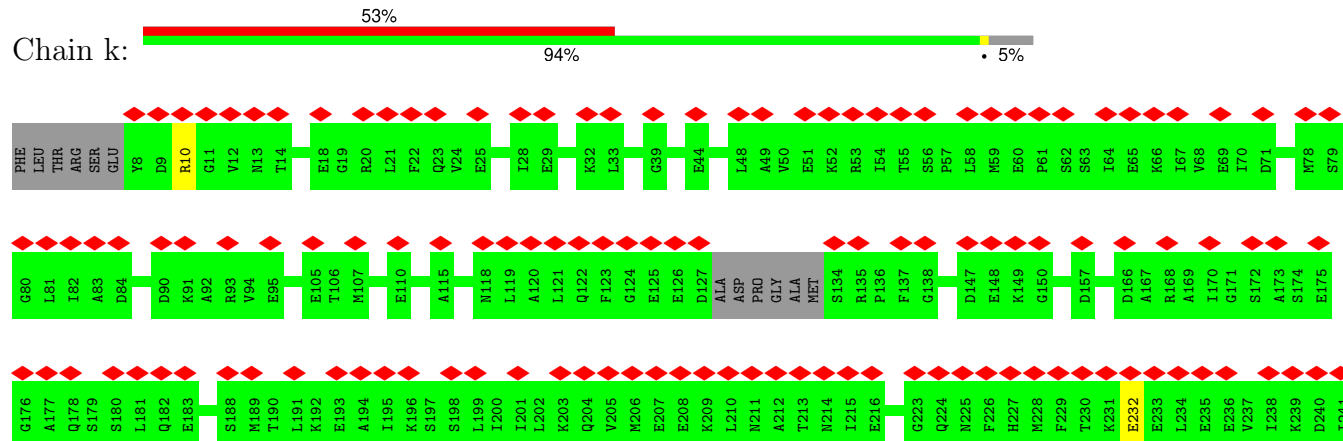 53%
Chain k:
94% • 5%
PHE LEU THR ARG SER GLU Y8 D9 R10 G11 V12 N13 T14 E18 G19 R20 L21 F22 Q23 V24 E25 I28 E29 K32 L33 G39 E44 L48 A49 V50 E51 K52 R53 I54 T55 S56 P57 L58 M59 E60 P61 S62 S63 I64 E65 K66 I67 V68 E69 I70 D71 M78 S79
G80 L81 I82 A83 D84 D90 K91 A92 R93 V94 E95 E105 T106 M107 E110 A115 N118 L119 A120 L121 Q122 F123 G124 E125 E126 D127 ALA ASP PRO GLY ALA MET S134 R135 P136 F137 G138 D147 E148 K149 G150 D157 D166 A167 R168 A169 I170 G171 S172 A173 S174 E175
G176 A177 Q178 S179 S180 L181 Q182 E183 S188 M189 T190 L191 K192 E193 A194 I195 K196 S197 S198 L199 I200 I201 L202 K203 Q204 V205 M206 E207 E208 K209 L210 N211 A212 T213 N214 I215 E216 G223 Q224 N225 F226 H227 M228 F229 T230 K231 E232 E233 L234 E235 E236 V237 I238 K239 D240